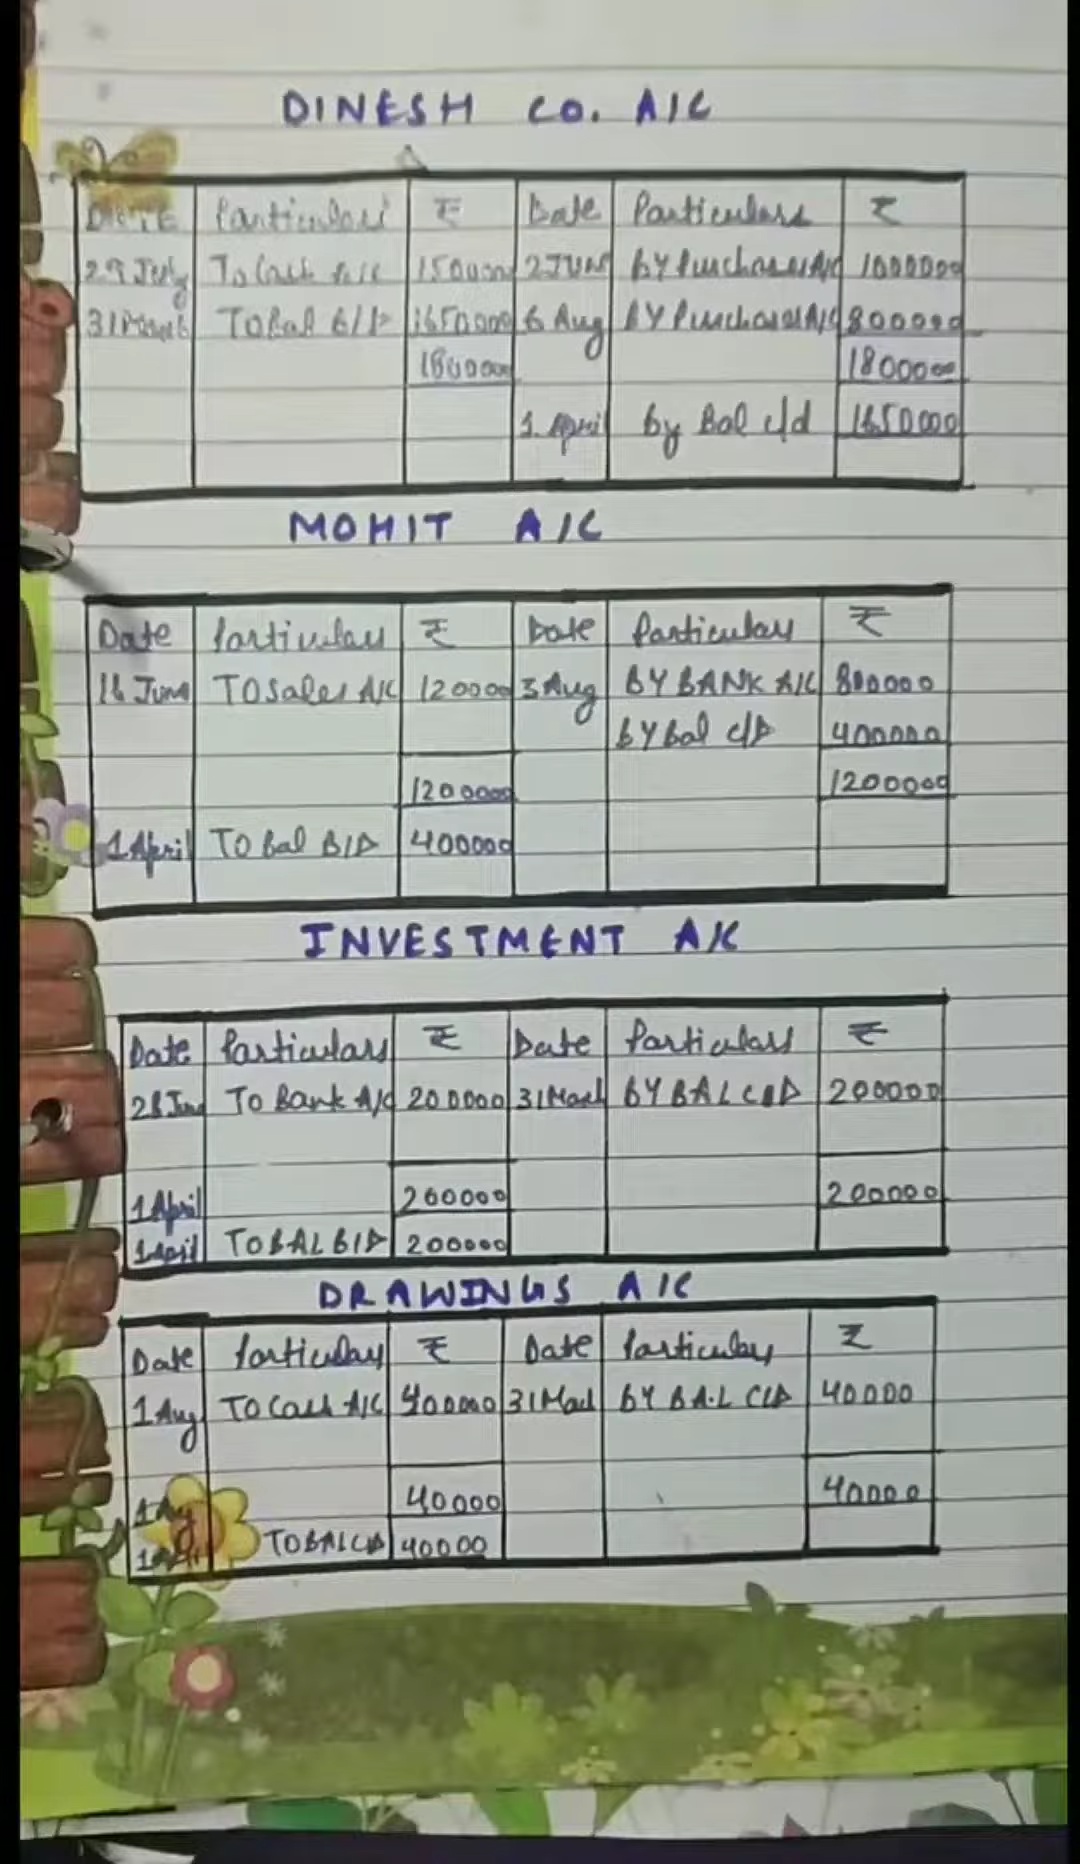 DINESH CO. A/C
DATE Particulars ₹ Date Particulars ₹
29 July To Cash A/C 150000 2 JUNE BY Purchases A/C 1000000
31 March TO Bal B/D 1650000 6 Aug BY Purchases A/C 800000
1800000 1800000
1 April by Bal c/d 1650000
MOHIT A/C
Date Particulars ₹ Date Particulars ₹
16 June TO Sales A/C 120000 3 Aug BY BANK A/C 800000
BY Bal C/D 400000
1200000 1200000
1 April TO Bal B/D 400000
INVESTMENT A/C
Date Particulars ₹ Date Particulars ₹
28 June TO Bank A/C 200000 31 March BY BAL C/D 200000
1 April 200000 200000
1 April TO BAL B/D 200000
DRAWINGS A/C
Date Particulars ₹ Date Particulars ₹
1 Aug TO Cash A/C 400000 31 March BY BAL C/D 40000
40000 40000
TO BAL C/D 40000